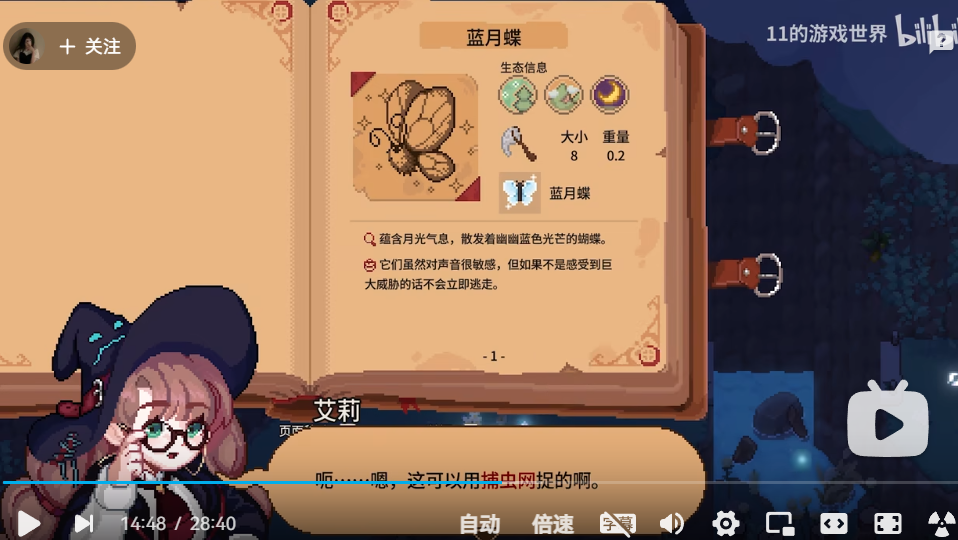 关注
11的游戏世界
bilibili
蓝月蝶
生态信息
大小 重量
8 0.2
蓝月蝶
蕴含月光气息，散发着幽幽蓝色光芒的蝴蝶。
它们虽然对声音很敏感，但如果不是感受到巨
大威胁的话不会立即逃走。
- 1 -
艾莉
页面
呃……嗯，这可以用捕虫网捉的啊。
14:48 / 28:40
自动 倍速 字幕